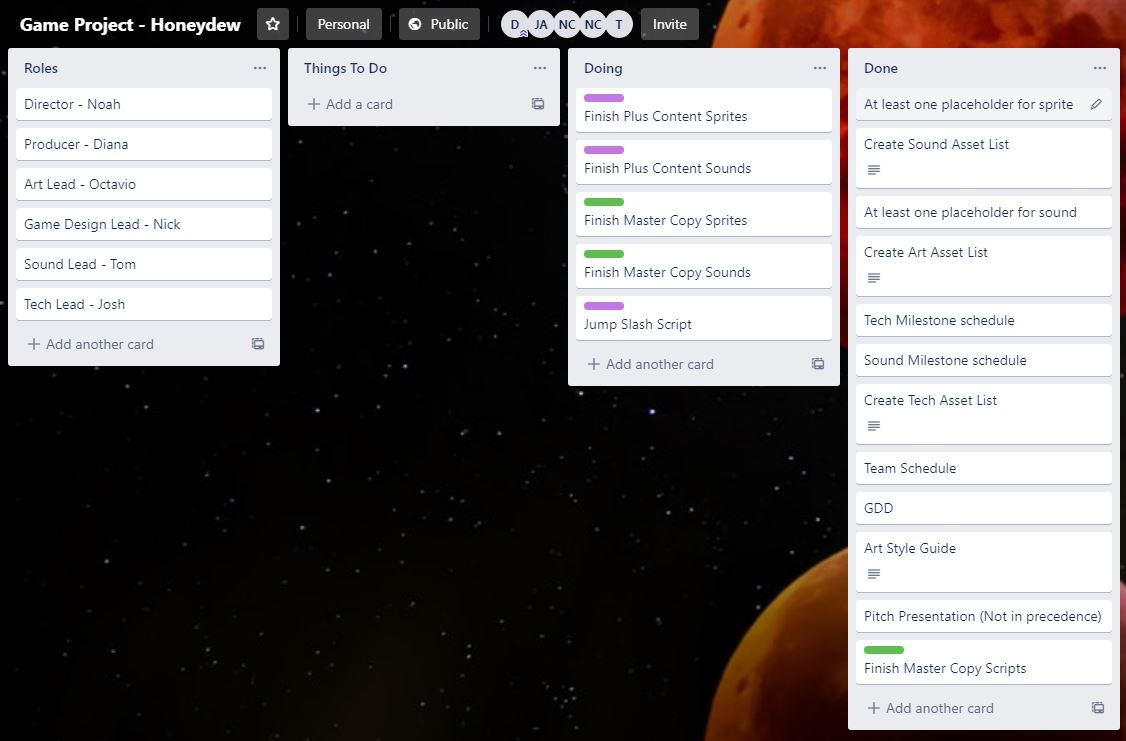 Game Project - Honeydew
Personal
Public
D
JA
NC
NC
T
Invite
Roles
Director - Noah
Producer - Diana
Art Lead - Octavio
Game Design Lead - Nick
Sound Lead - Tom
Tech Lead - Josh
Add another card
Things To Do
Add a card
Doing
Finish Plus Content Sprites
Finish Plus Content Sounds
Finish Master Copy Sprites
Finish Master Copy Sounds
Jump Slash Script
Add another card
Done
At least one placeholder for sprite
Create Sound Asset List
At least one placeholder for sound
Create Art Asset List
Tech Milestone schedule
Sound Milestone schedule
Create Tech Asset List
Team Schedule
GDD
Art Style Guide
Pitch Presentation (Not in precedence)
Finish Master Copy Scripts
Add another card